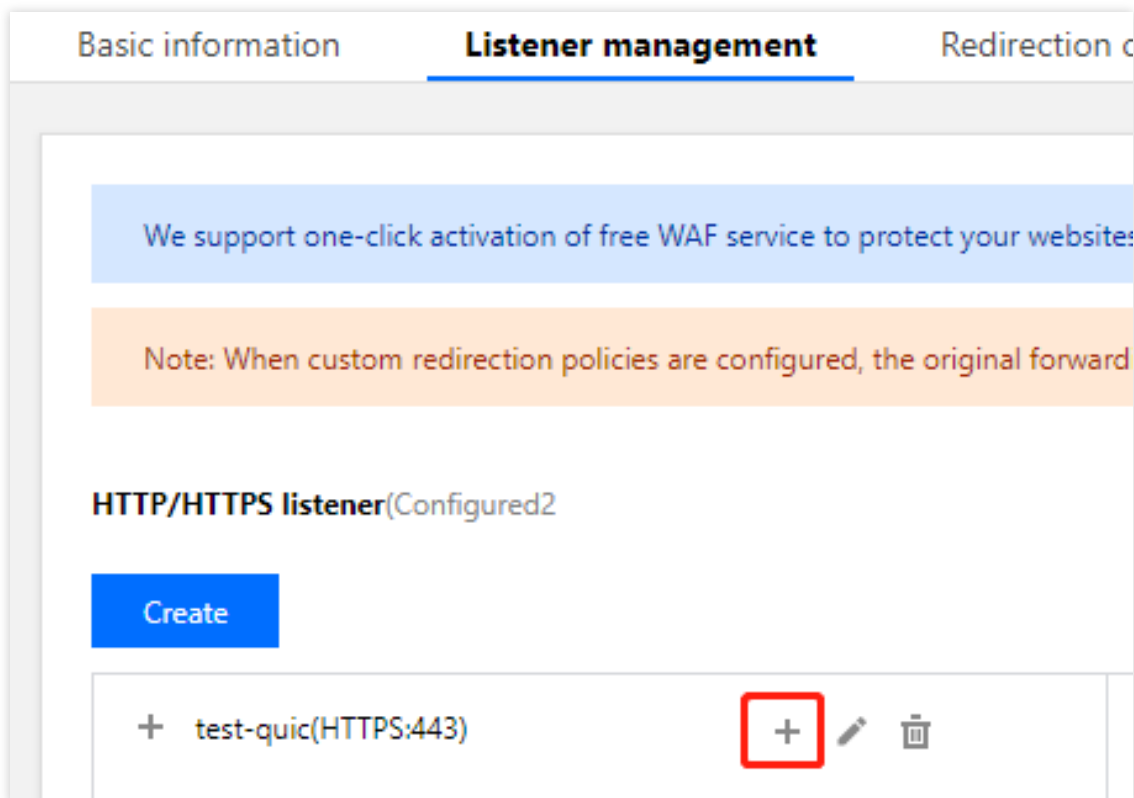 Basic information Listener management Redirection
We support one-click activation of free WAF service to protect your websites
Note: When custom redirection policies are configured, the original forward
HTTP/HTTPS listener(Configured2
Create
+ test-quic(HTTPS:443) +